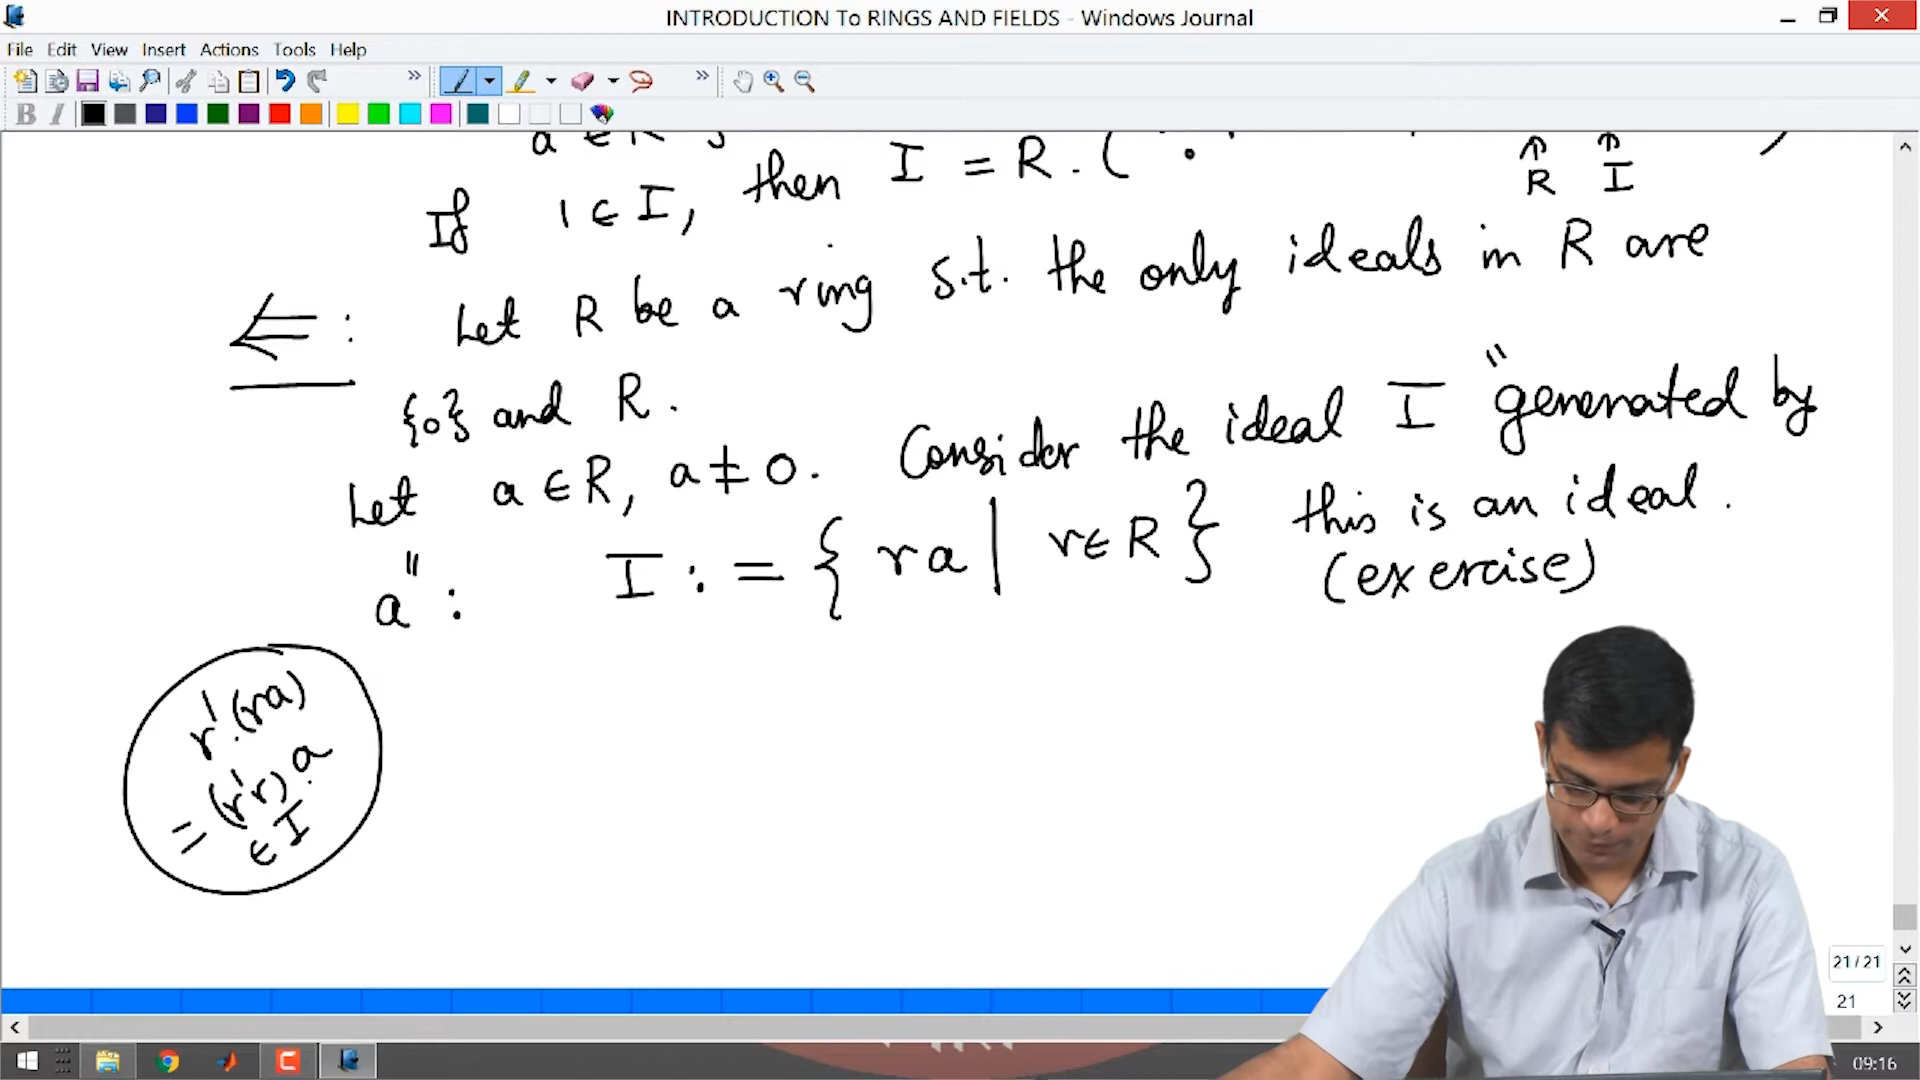 INTRODUCTION To RINGS AND FIELDS - Windows Journal
File Edit View Insert Actions Tools Help
a ∈ R
If 1 ∈ I, then I = R. (∵
R I )
⇐: Let R be a ring s.t. the only ideals in R are
{0} and R.
Let a ∈ R, a ≠ 0. Consider the ideal I "generated by
a": I := { ra | r ∈ R } this is an ideal.
(exercise)
r'.(ra)
= (r'r).a
∈ I
21 / 21
21
09:16